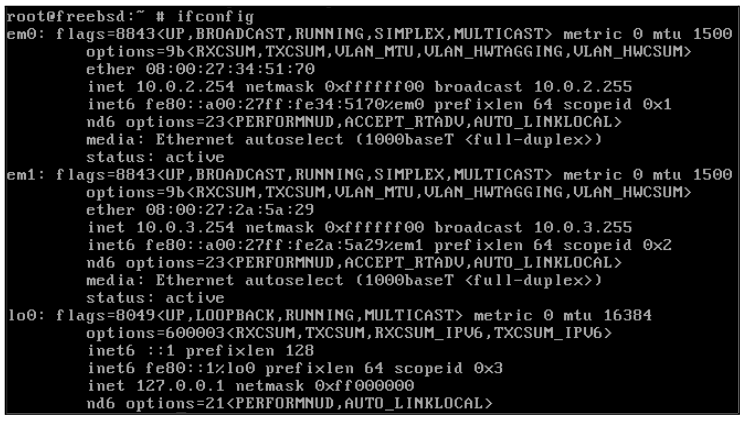 root@freebsd:~ # ifconfig
em0: flags=8843<UP,BROADCAST,RUNNING,SIMPLEX,MULTICAST> metric 0 mtu 1500
options=9b<RXCSUM,TXCSUM,VLAN_MTU,VLAN_HWTAGGING,VLAN_HWCSUM>
ether 08:00:27:34:51:70
inet 10.0.2.254 netmask 0xffffff00 broadcast 10.0.2.255
inet6 fe80::a00:27ff:fe34:5170%em0 prefixlen 64 scopeid 0x1
nd6 options=23<PERFORMNUD,ACCEPT_RTADV,AUTO_LINKLOCAL>
media: Ethernet autoselect (1000baseT <full-duplex>)
status: active
em1: flags=8843<UP,BROADCAST,RUNNING,SIMPLEX,MULTICAST> metric 0 mtu 1500
options=9b<RXCSUM,TXCSUM,VLAN_MTU,VLAN_HWTAGGING,VLAN_HWCSUM>
ether 08:00:27:2a:5a:29
inet 10.0.3.254 netmask 0xffffff00 broadcast 10.0.3.255
inet6 fe80::a00:27ff:fe2a:5a29%em1 prefixlen 64 scopeid 0x2
nd6 options=23<PERFORMNUD,ACCEPT_RTADV,AUTO_LINKLOCAL>
media: Ethernet autoselect (1000baseT <full-duplex>)
status: active
lo0: flags=8049<UP,LOOPBACK,RUNNING,MULTICAST> metric 0 mtu 16384
options=600003<RXCSUM,TXCSUM,RXCSUM_IPV6,TXCSUM_IPV6>
inet6 ::1 prefixlen 128
inet6 fe80::1%lo0 prefixlen 64 scopeid 0x3
inet 127.0.0.1 netmask 0xff000000
nd6 options=21<PERFORMNUD,AUTO_LINKLOCAL>